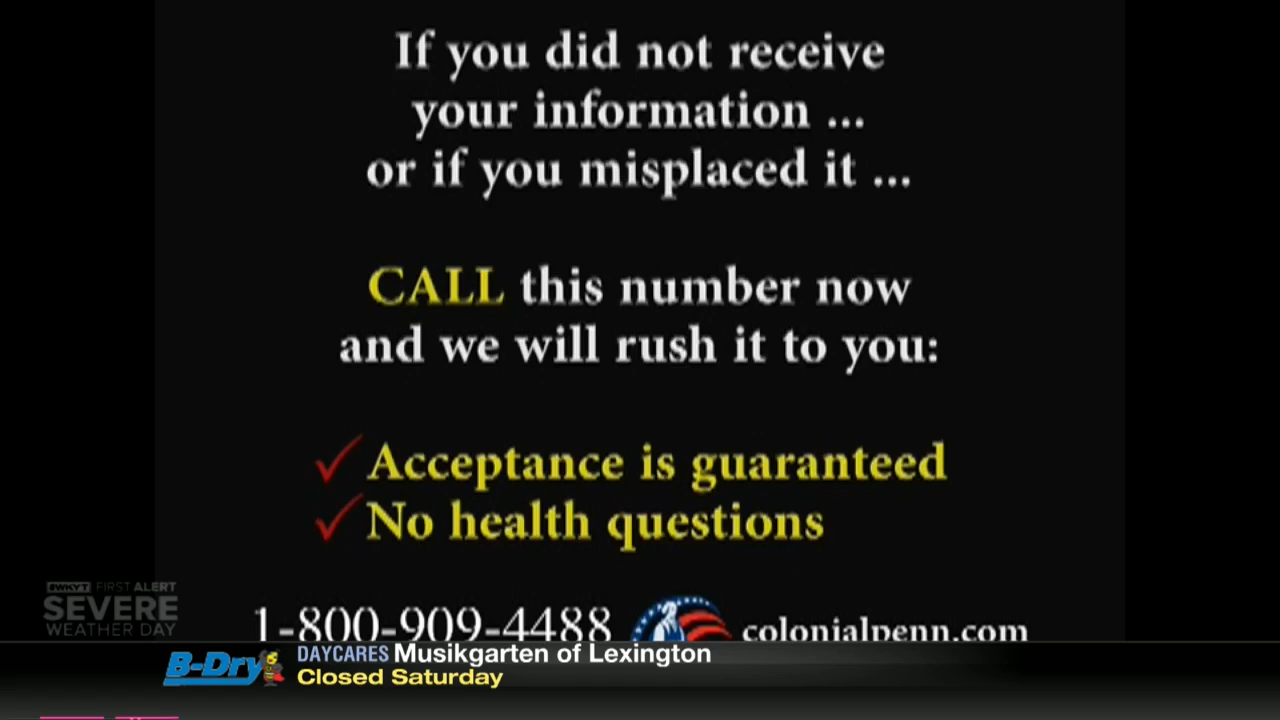 If you did not receive
your information ...
or if you misplaced it ...
CALL this number now
and we will rush it to you:
Acceptance is guaranteed
No health questions
1-800-909-4488
colonialpenn.com
WKYT FIRST ALERT
SEVERE
WEATHER DAY
B-Dry
DAYCARES Musikgarten of Lexington
Closed Saturday